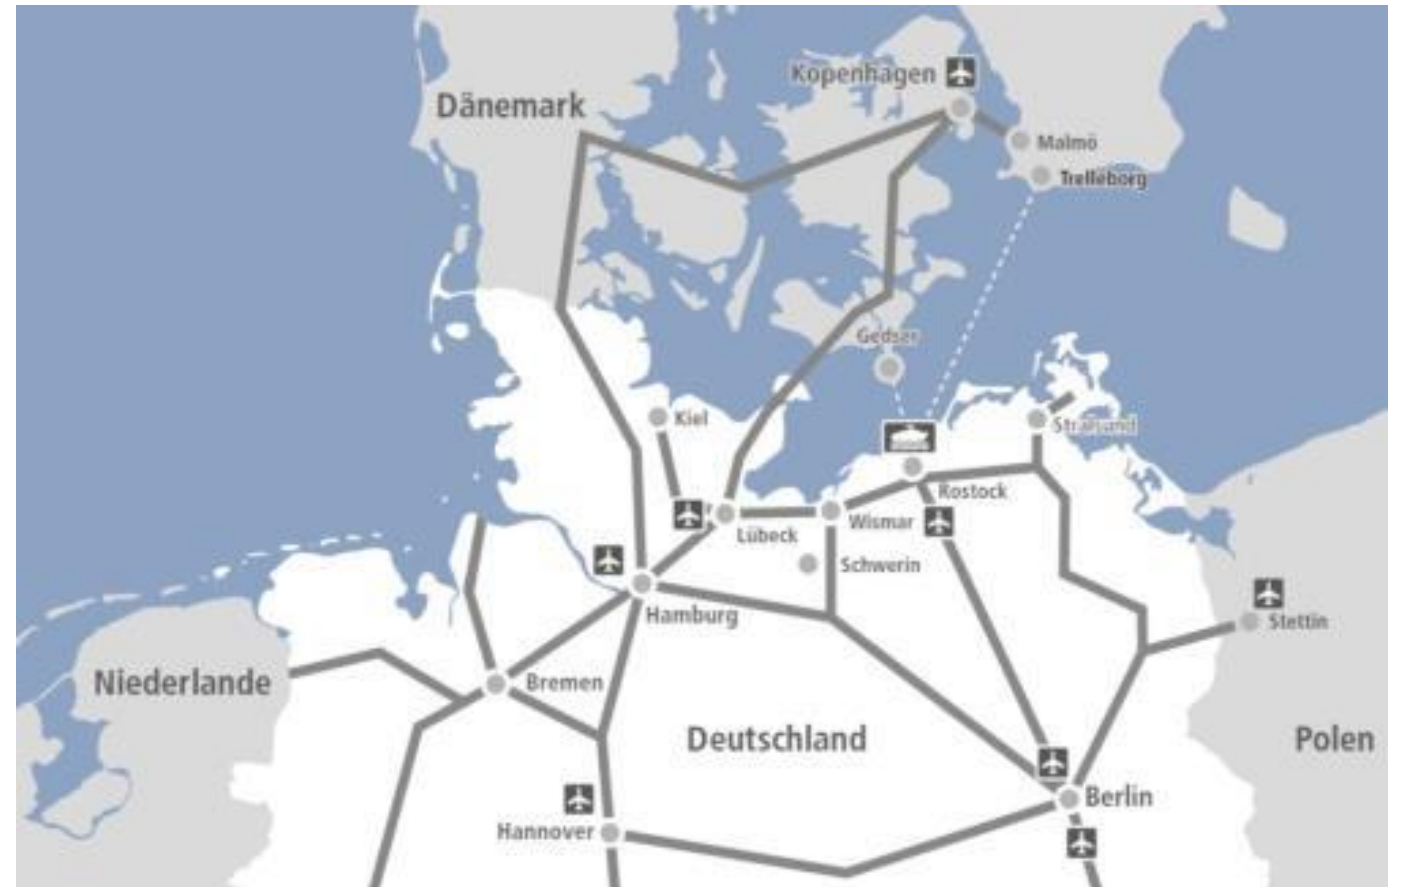 Kopenhagen
Dänemark
Malmö
Trelleborg
Gedser
Kiel
Stralsund
Rostock
Wismar
Lübeck
Schwerin
Hamburg
Stettin
Niederlande
Bremen
Deutschland
Polen
Berlin
Hannover